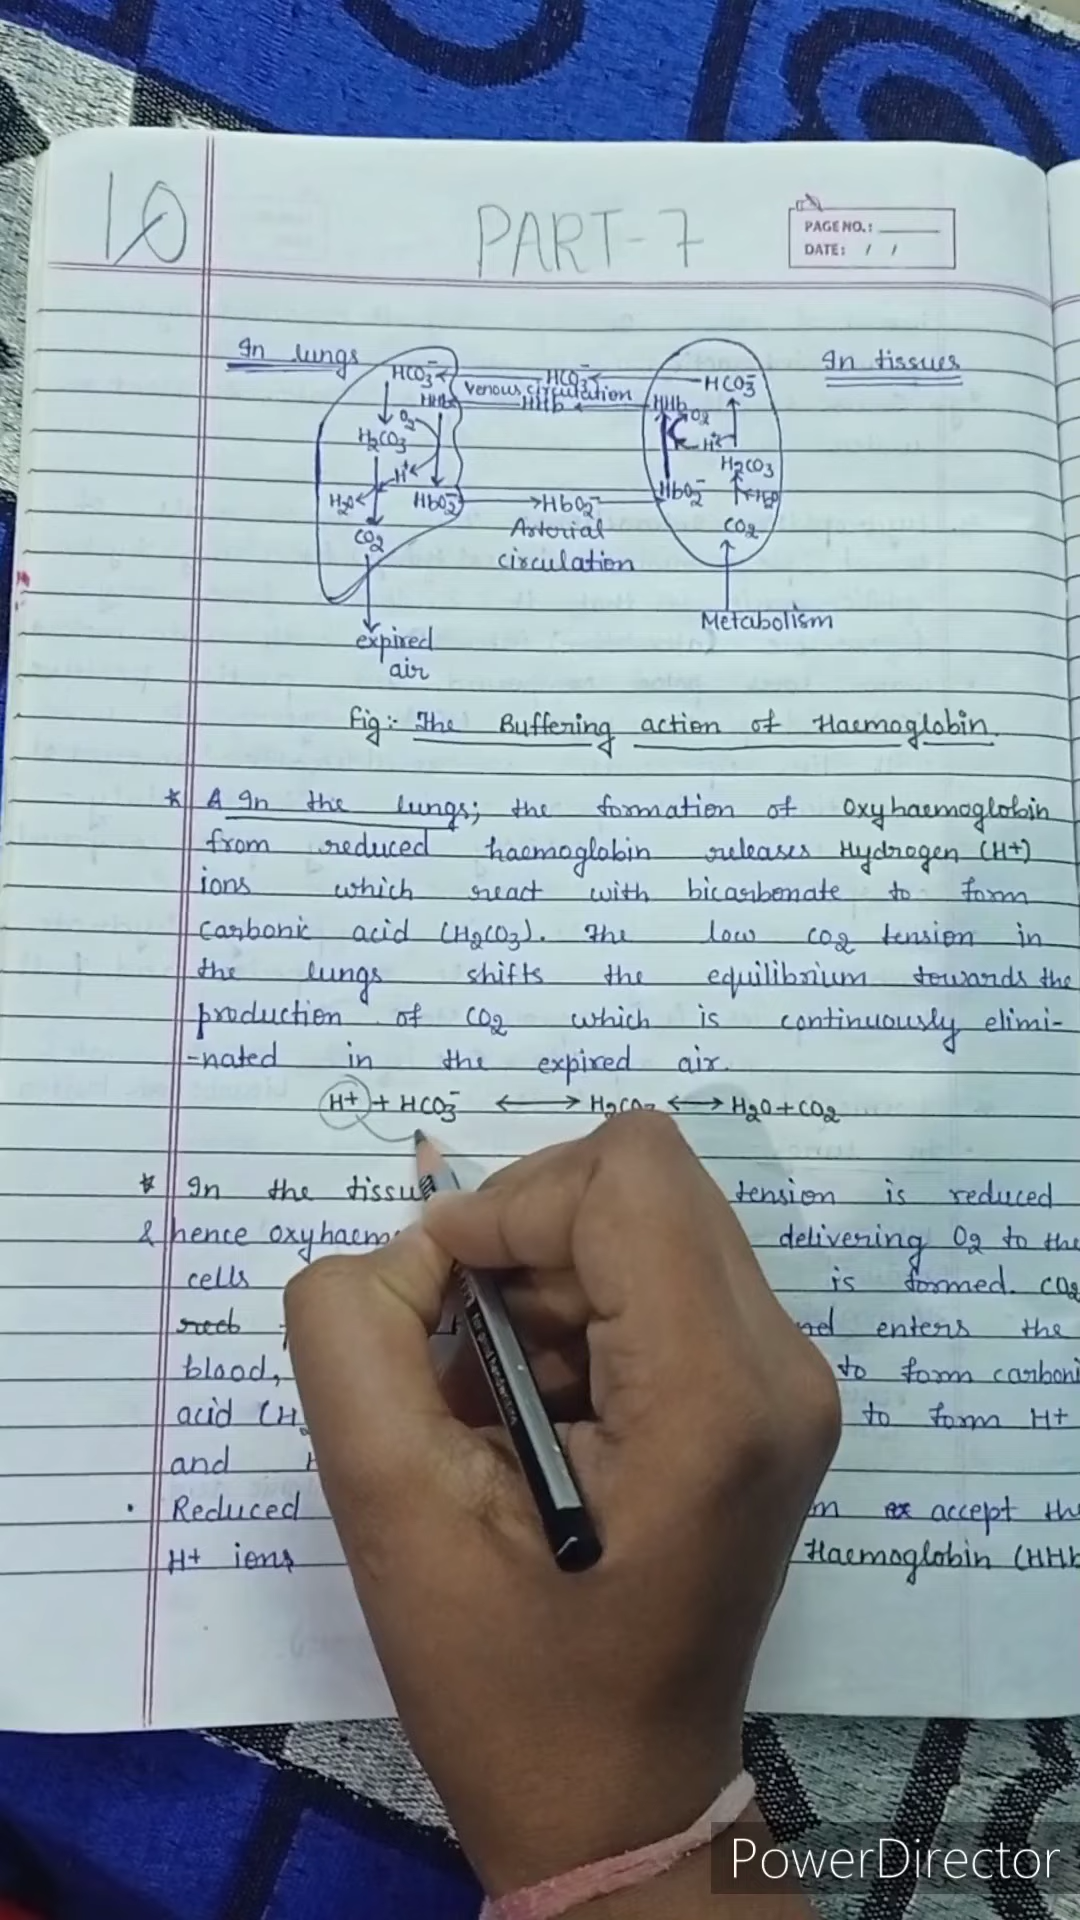 10
PART-7
PAGE NO.:
DATE: / /
In lungs
In tissues
HCO3⁻ HCO3⁻ HCO3⁻
venous circulation
HHb HHb HHb
O2 O2
H2CO3 H+
H+ H2CO3
H2O HbO2⁻ HbO2⁻ HbO2⁻ H2O
Arterial
circulation
CO2 CO2
Metabolism
expired
air
Fig:- The Buffering action of Haemoglobin.
* A In the lungs; the formation of Oxyhaemoglobin
from reduced haemoglobin releases Hydrogen (H+)
ions which react with bicarbonate to form
Carbonic acid (H2CO3). The low CO2 tension in
the lungs shifts the equilibrium towards the
production of CO2 which is continuously elimi-
-nated in the expired air.
H+ + HCO3⁻ ⟷ H2CO3 ⟷ H2O + CO2
* In the tissu tension is reduced
& hence oxyhaem delivering O2 to the
cells is formed. CO2
enters the
blood, to form carboni
acid (H2 to form H+
and
• Reduced accept th
H+ ions Haemoglobin (HHb
PowerDirector